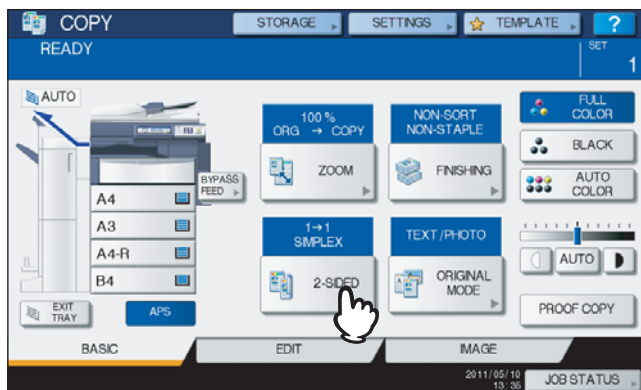 COPY
STORAGE
SETTINGS
TEMPLATE
?
READY
SET
1
AUTO
A4
A3
A4-R
B4
BYPASS
FEED
EXIT
TRAY
APS
100 %
ORG → COPY
ZOOM
NON-SORT
NON-STAPLE
FINISHING
1→1
SIMPLEX
2-SIDED
TEXT/PHOTO
ORIGINAL
MODE
FULL
COLOR
BLACK
AUTO
COLOR
AUTO
PROOF COPY
BASIC
EDIT
IMAGE
2011/05/10
13:35
JOB STATUS